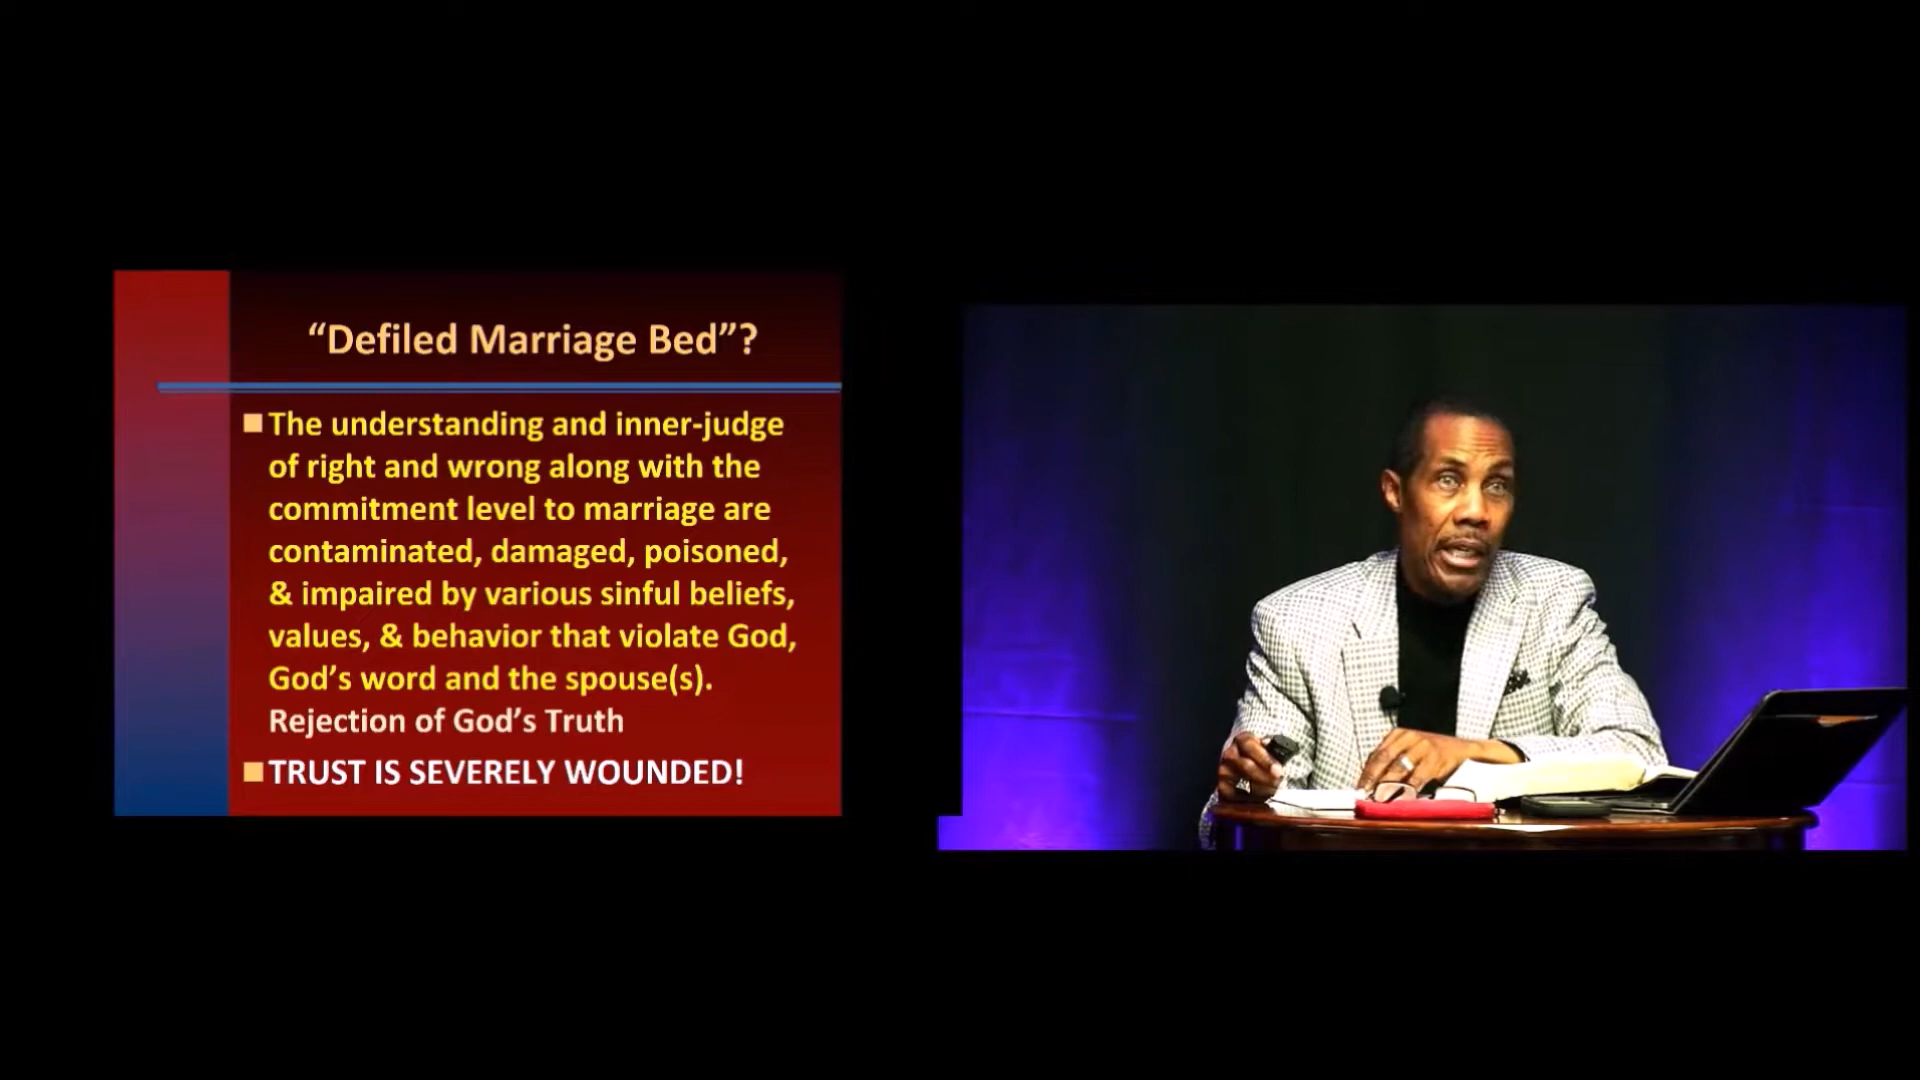 “Defiled Marriage Bed”?
The understanding and inner-judge
of right and wrong along with the
commitment level to marriage are
contaminated, damaged, poisoned,
& impaired by various sinful beliefs,
values, & behavior that violate God,
God’s word and the spouse(s).
Rejection of God’s Truth
TRUST IS SEVERELY WOUNDED!